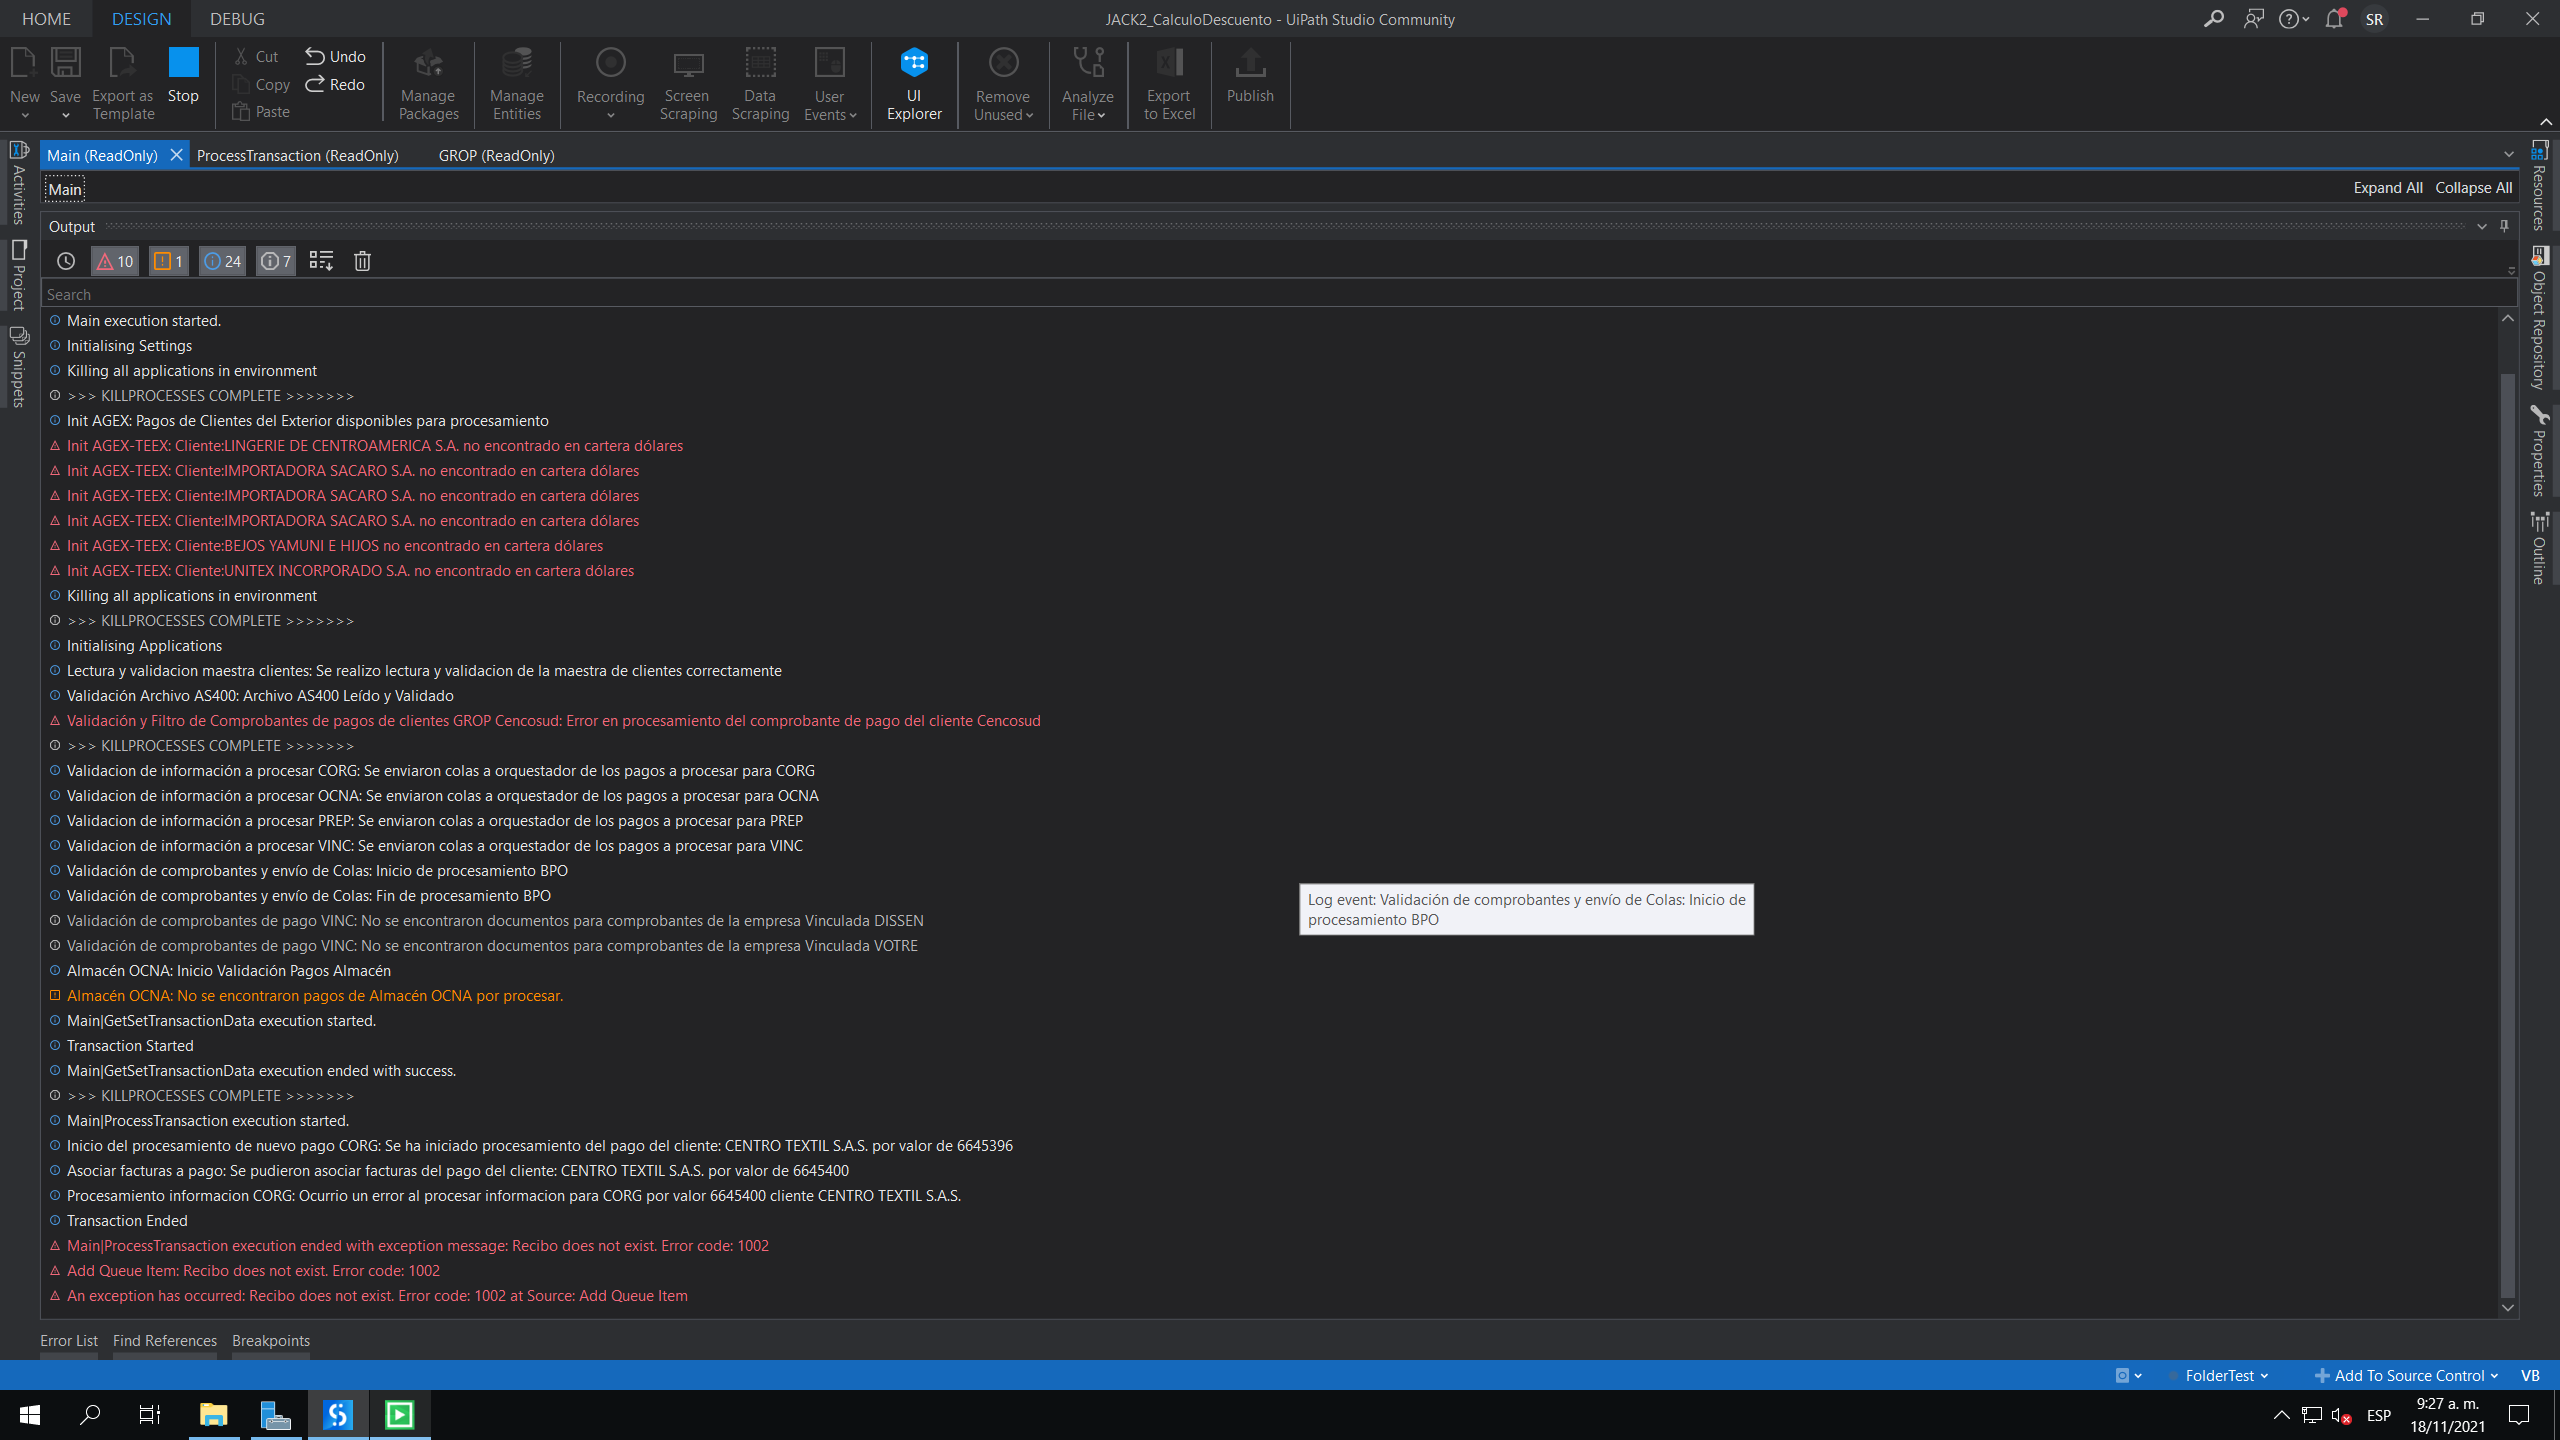 HOME DESIGN DEBUG JACK2_CalculoDescuento - UiPath Studio Community SR
New Save Export as Template Stop Cut Copy Paste Undo Redo Manage Packages Manage Entities Recording Screen Scraping Data Scraping User Events UI Explorer Remove Unused Analyze File Export to Excel Publish
Main (ReadOnly) ProcessTransaction (ReadOnly) GROP (ReadOnly)
Main Expand All Collapse All
Activities
Project
Snippets
Resources
Object Repository
Properties
Outline
Output
10 1 24 7
Search
Main execution started.
Initialising Settings
Killing all applications in environment
>>> KILLPROCESSES COMPLETE >>>>>>>
Init AGEX: Pagos de Clientes del Exterior disponibles para procesamiento
Init AGEX-TEEX: Cliente:LINGERIE DE CENTROAMERICA S.A. no encontrado en cartera dólares
Init AGEX-TEEX: Cliente:IMPORTADORA SACARO S.A. no encontrado en cartera dólares
Init AGEX-TEEX: Cliente:IMPORTADORA SACARO S.A. no encontrado en cartera dólares
Init AGEX-TEEX: Cliente:IMPORTADORA SACARO S.A. no encontrado en cartera dólares
Init AGEX-TEEX: Cliente:BEJOS YAMUNI E HIJOS no encontrado en cartera dólares
Init AGEX-TEEX: Cliente:UNITEX INCORPORADO S.A. no encontrado en cartera dólares
Killing all applications in environment
>>> KILLPROCESSES COMPLETE >>>>>>>
Initialising Applications
Lectura y validacion maestra clientes: Se realizo lectura y validacion de la maestra de clientes correctamente
Validación Archivo AS400: Archivo AS400 Leído y Validado
Validación y Filtro de Comprobantes de pagos de clientes GROP Cencosud: Error en procesamiento del comprobante de pago del cliente Cencosud
>>> KILLPROCESSES COMPLETE >>>>>>>
Validacion de información a procesar CORG: Se enviaron colas a orquestador de los pagos a procesar para CORG
Validacion de información a procesar OCNA: Se enviaron colas a orquestador de los pagos a procesar para OCNA
Validacion de información a procesar PREP: Se enviaron colas a orquestador de los pagos a procesar para PREP
Validacion de información a procesar VINC: Se enviaron colas a orquestador de los pagos a procesar para VINC
Validación de comprobantes y envío de Colas: Inicio de procesamiento BPO
Validación de comprobantes y envío de Colas: Fin de procesamiento BPO
Log event: Validación de comprobantes y envío de Colas: Inicio de
procesamiento BPO
Validación de comprobantes de pago VINC: No se encontraron documentos para comprobantes de la empresa Vinculada DISSEN
Validación de comprobantes de pago VINC: No se encontraron documentos para comprobantes de la empresa Vinculada VOTRE
Almacén OCNA: Inicio Validación Pagos Almacén
Almacén OCNA: No se encontraron pagos de Almacén OCNA por procesar.
Main|GetSetTransactionData execution started.
Transaction Started
Main|GetSetTransactionData execution ended with success.
>>> KILLPROCESSES COMPLETE >>>>>>>
Main|ProcessTransaction execution started.
Inicio del procesamiento de nuevo pago CORG: Se ha iniciado procesamiento del pago del cliente: CENTRO TEXTIL S.A.S. por valor de 6645396
Asociar facturas a pago: Se pudieron asociar facturas del pago del cliente: CENTRO TEXTIL S.A.S. por valor de 6645400
Procesamiento informacion CORG: Ocurrio un error al procesar informacion para CORG por valor 6645400 cliente CENTRO TEXTIL S.A.S.
Transaction Ended
Main|ProcessTransaction execution ended with exception message: Recibo does not exist. Error code: 1002
Add Queue Item: Recibo does not exist. Error code: 1002
An exception has occurred: Recibo does not exist. Error code: 1002 at Source: Add Queue Item
Error List Find References Breakpoints
FolderTest Add To Source Control VB
ESP 9:27 a. m.
18/11/2021